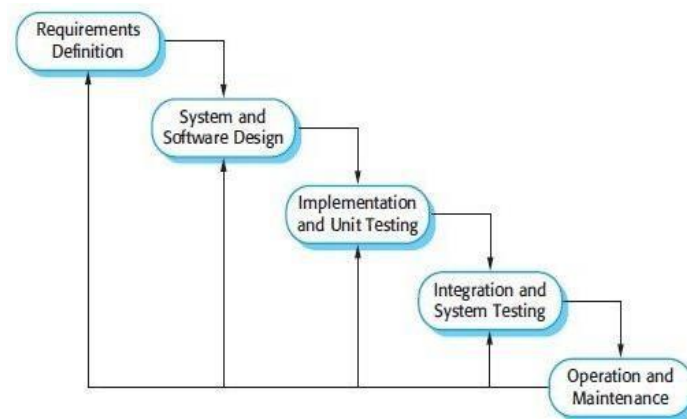 Requirements
Definition
System and
Software Design
Implementation
and Unit Testing
Integration and
System Testing
Operation and
Maintenance